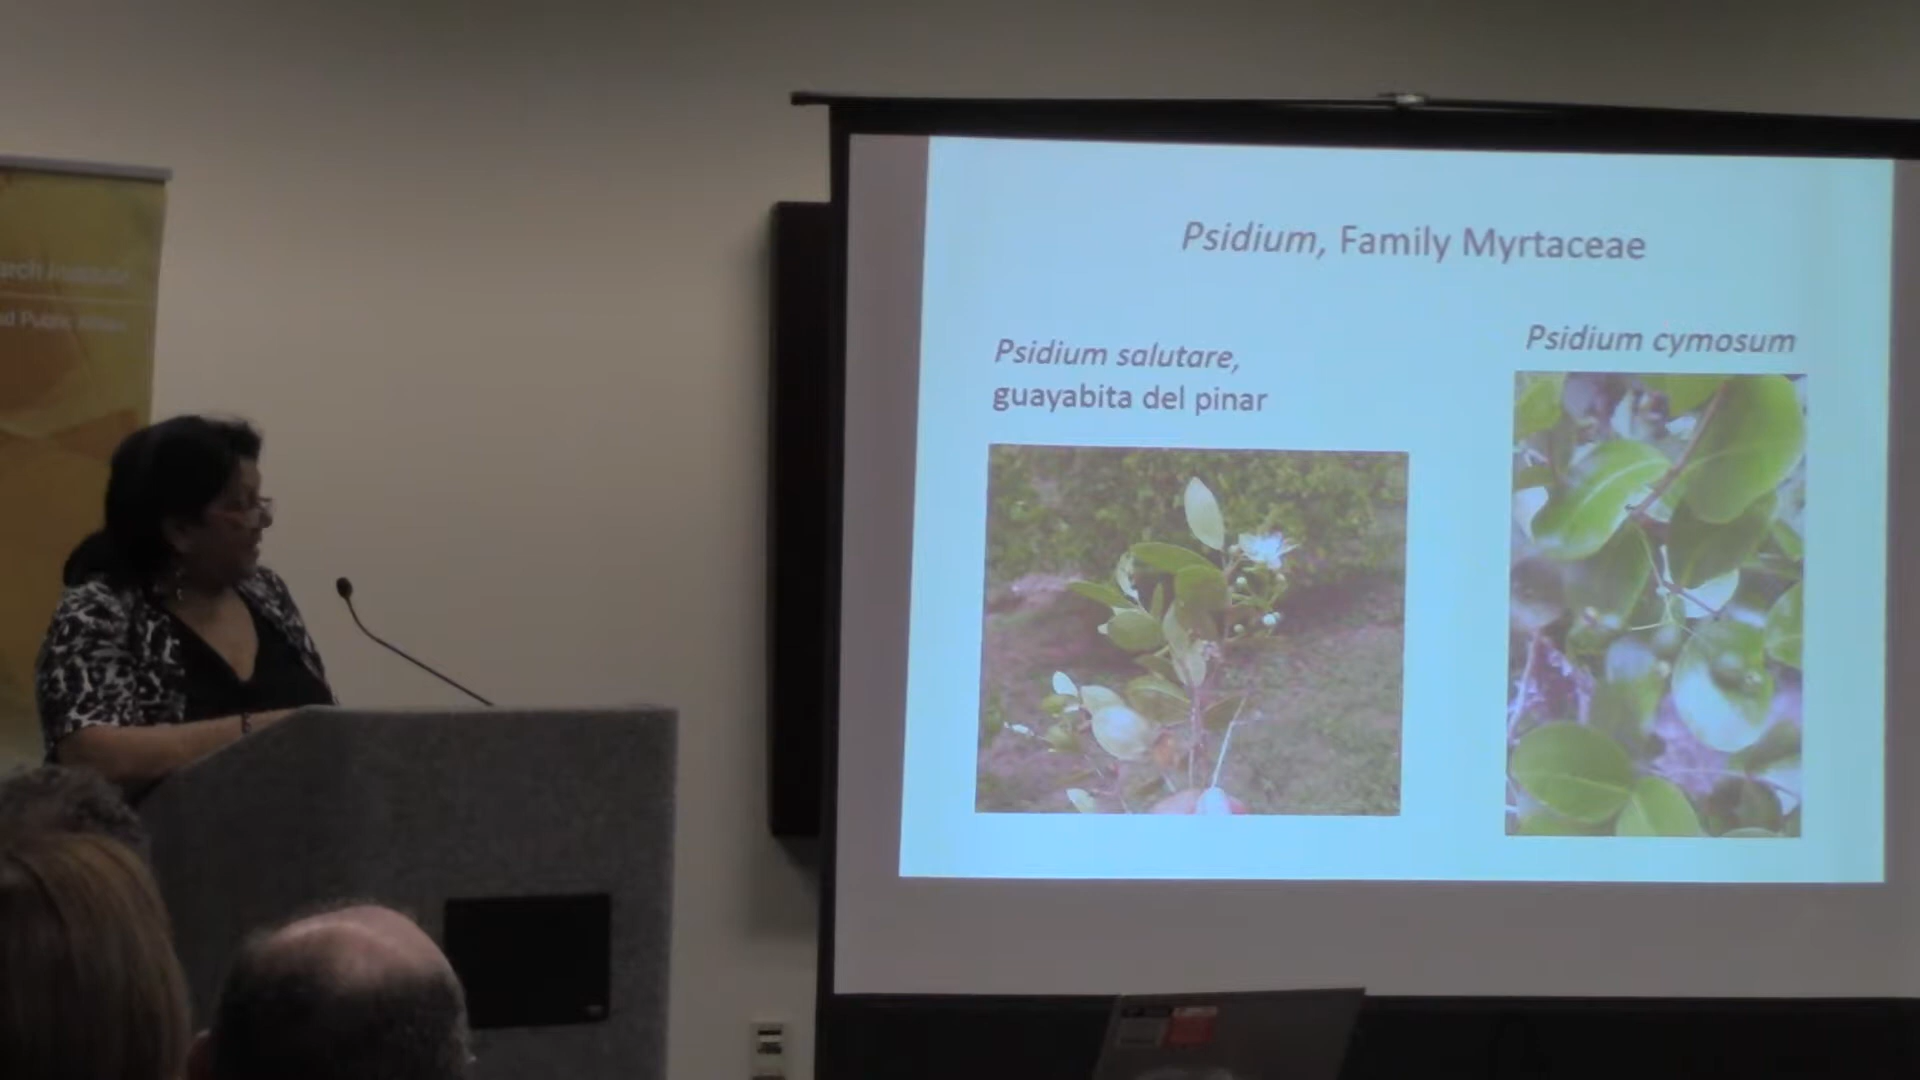 Psidium, Family Myrtaceae
Psidium salutare,
guayabita del pinar
Psidium cymosum